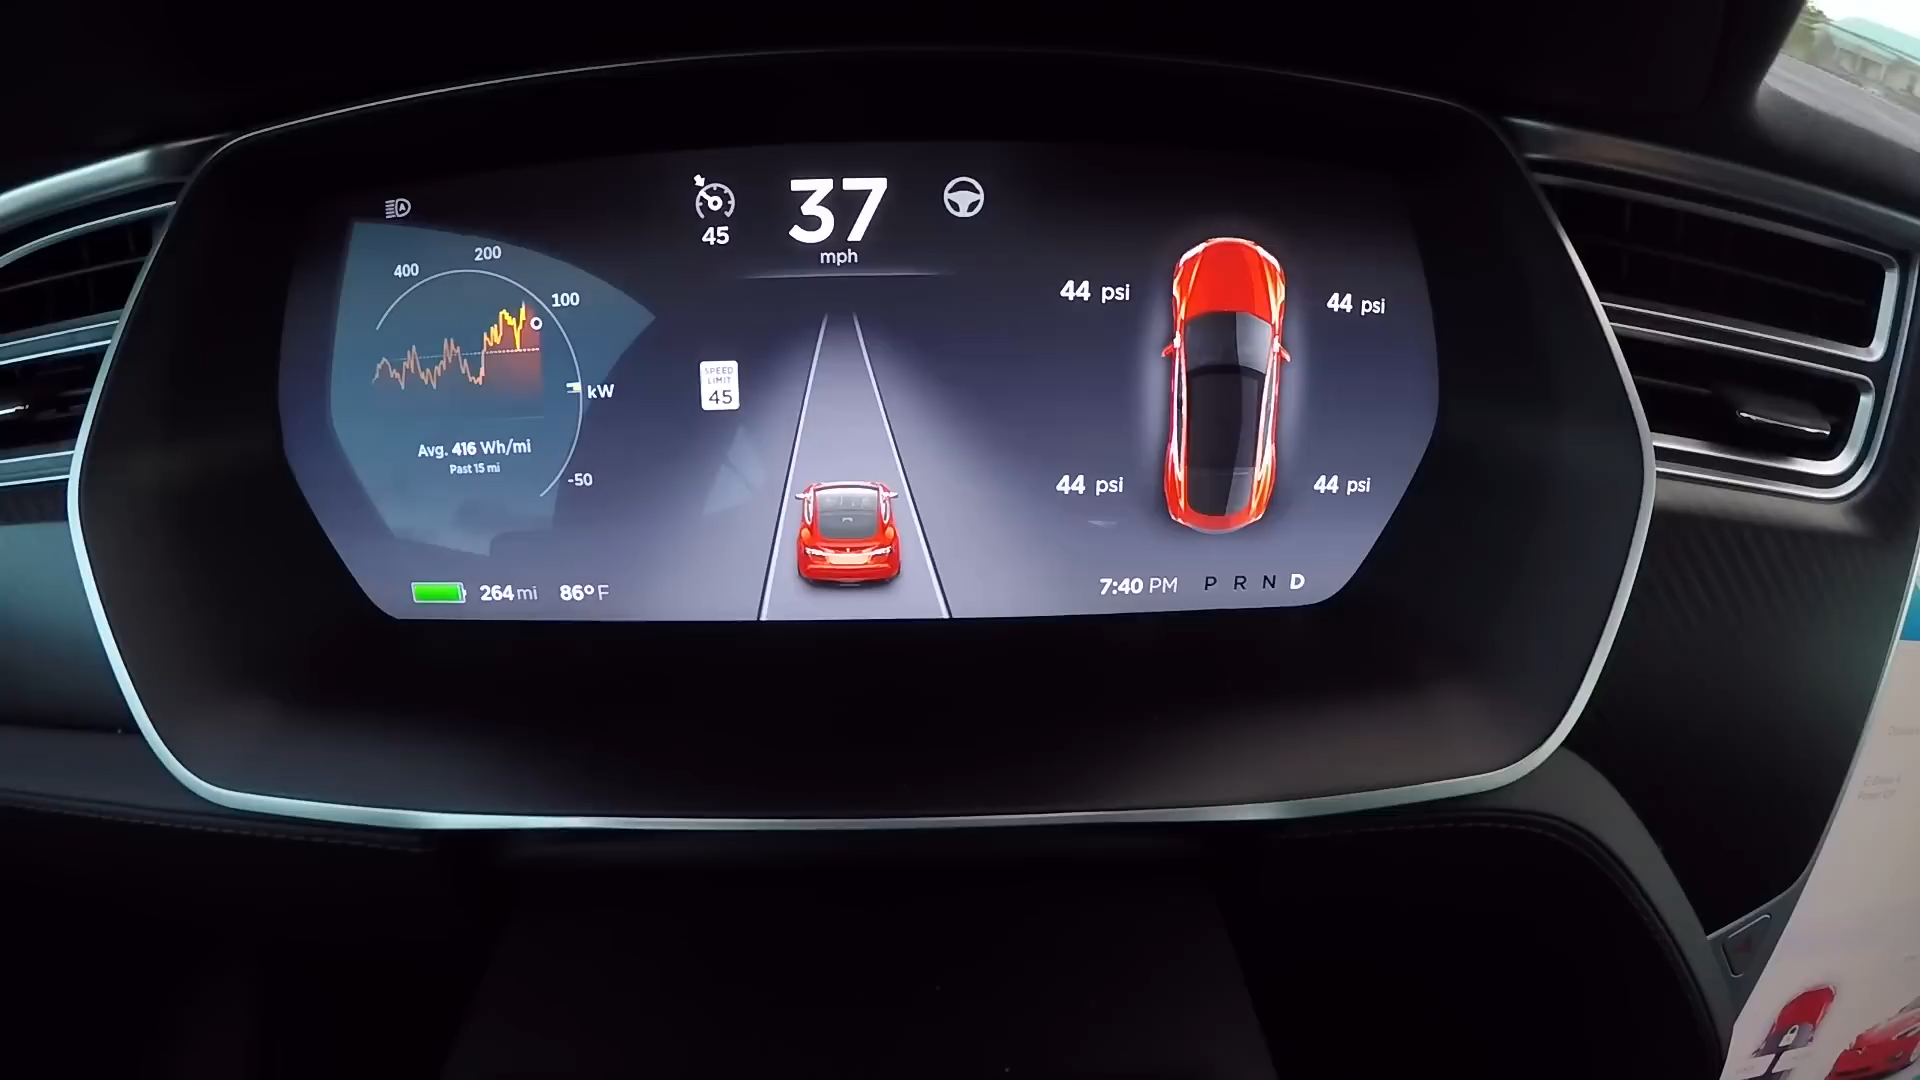 37
mph
45
200
400
100
kW
-50
Avg. 416 Wh/mi
Past 15 mi
SPEED
LIMIT
45
44 psi
44 psi
44 psi
44 psi
264 mi 86° F
7:40 PM P R N D